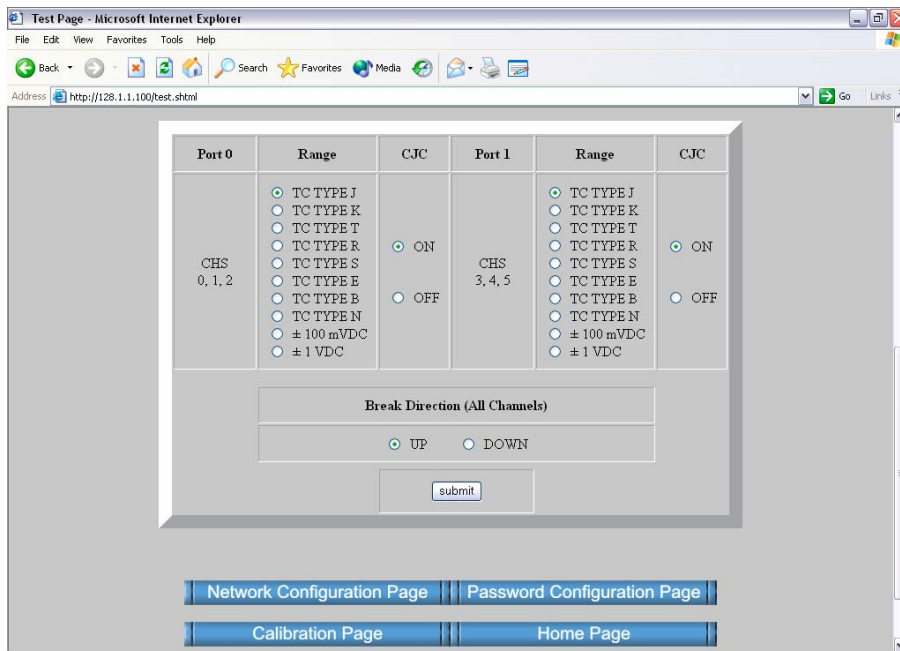 Test Page - Microsoft Internet Explorer
File Edit View Favorites Tools Help
Back Search Favorites Media
Address http://128.1.1.100/test.shtml Go Links
Port 0 Range CJC Port 1 Range CJC
TC TYPE J TC TYPE J
TC TYPE K TC TYPE K
TC TYPE T TC TYPE T
TC TYPE R ON TC TYPE R ON
CHS TC TYPE S CHS TC TYPE S
0, 1, 2 TC TYPE E 3, 4, 5 TC TYPE E
TC TYPE B OFF TC TYPE B OFF
TC TYPE N TC TYPE N
± 100 mVDC ± 100 mVDC
± 1 VDC ± 1 VDC
Break Direction (All Channels)
UP DOWN
submit
Network Configuration Page Password Configuration Page
Calibration Page Home Page